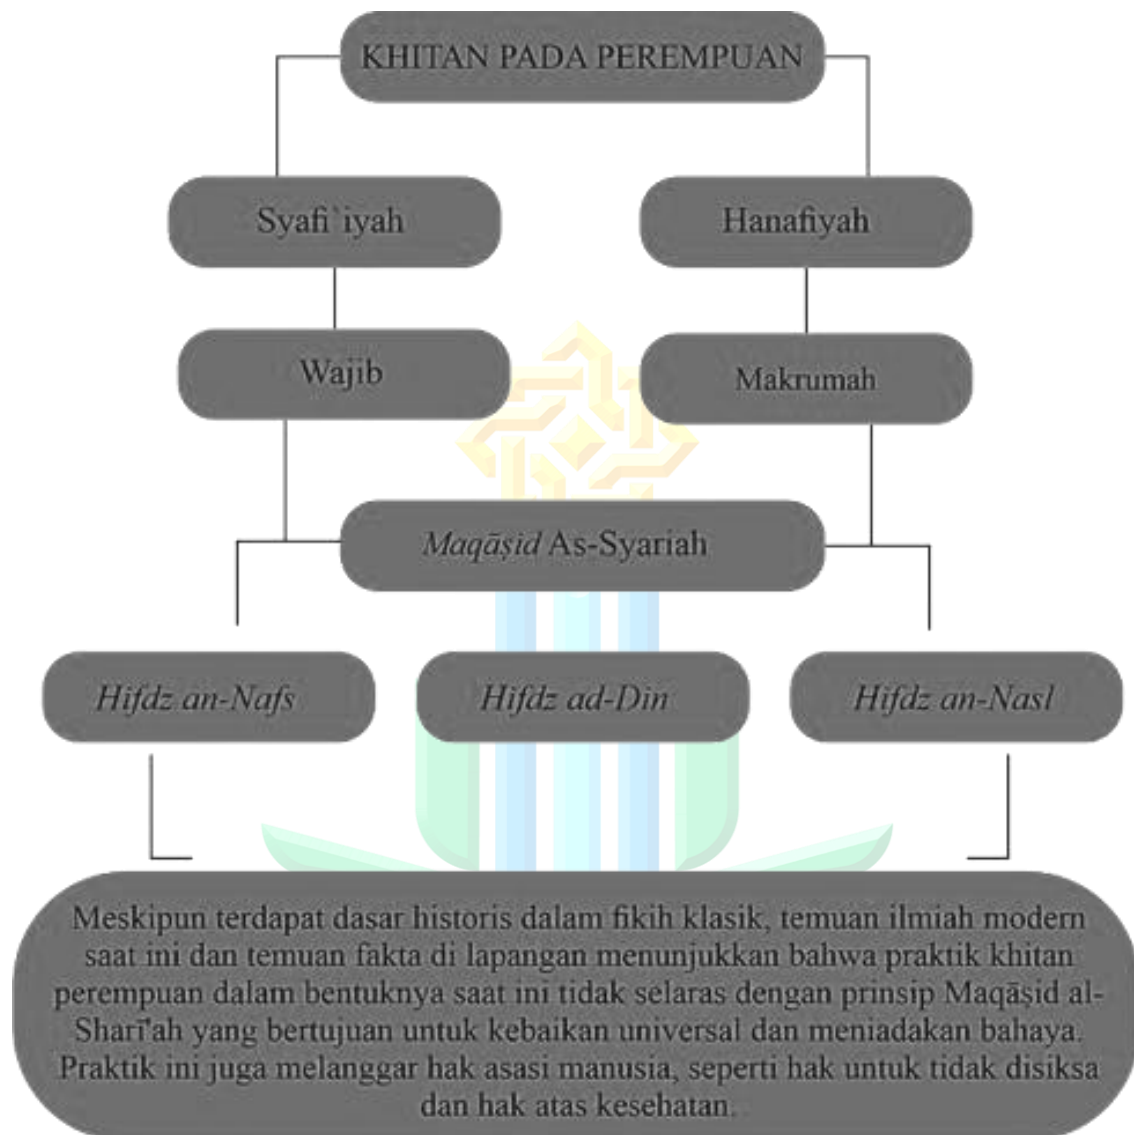 KHITAN PADA PEREMPUAN
Syafi`iyah
Hanafiyah
Wajib
Makrumah
Maqāṣid As-Syariah
Hifdz an-Nafs
Hifdz ad-Din
Hifdz an-Nasl
Meskipun terdapat dasar historis dalam fikih klasik, temuan ilmiah modern
saat ini dan temuan fakta di lapangan menunjukkan bahwa praktik khitan
perempuan dalam bentuknya saat ini tidak selaras dengan prinsip Maqāṣid al-
Sharī'ah yang bertujuan untuk kebaikan universal dan meniadakan bahaya.
Praktik ini juga melanggar hak asasi manusia, seperti hak untuk tidak disiksa
dan hak atas kesehatan.